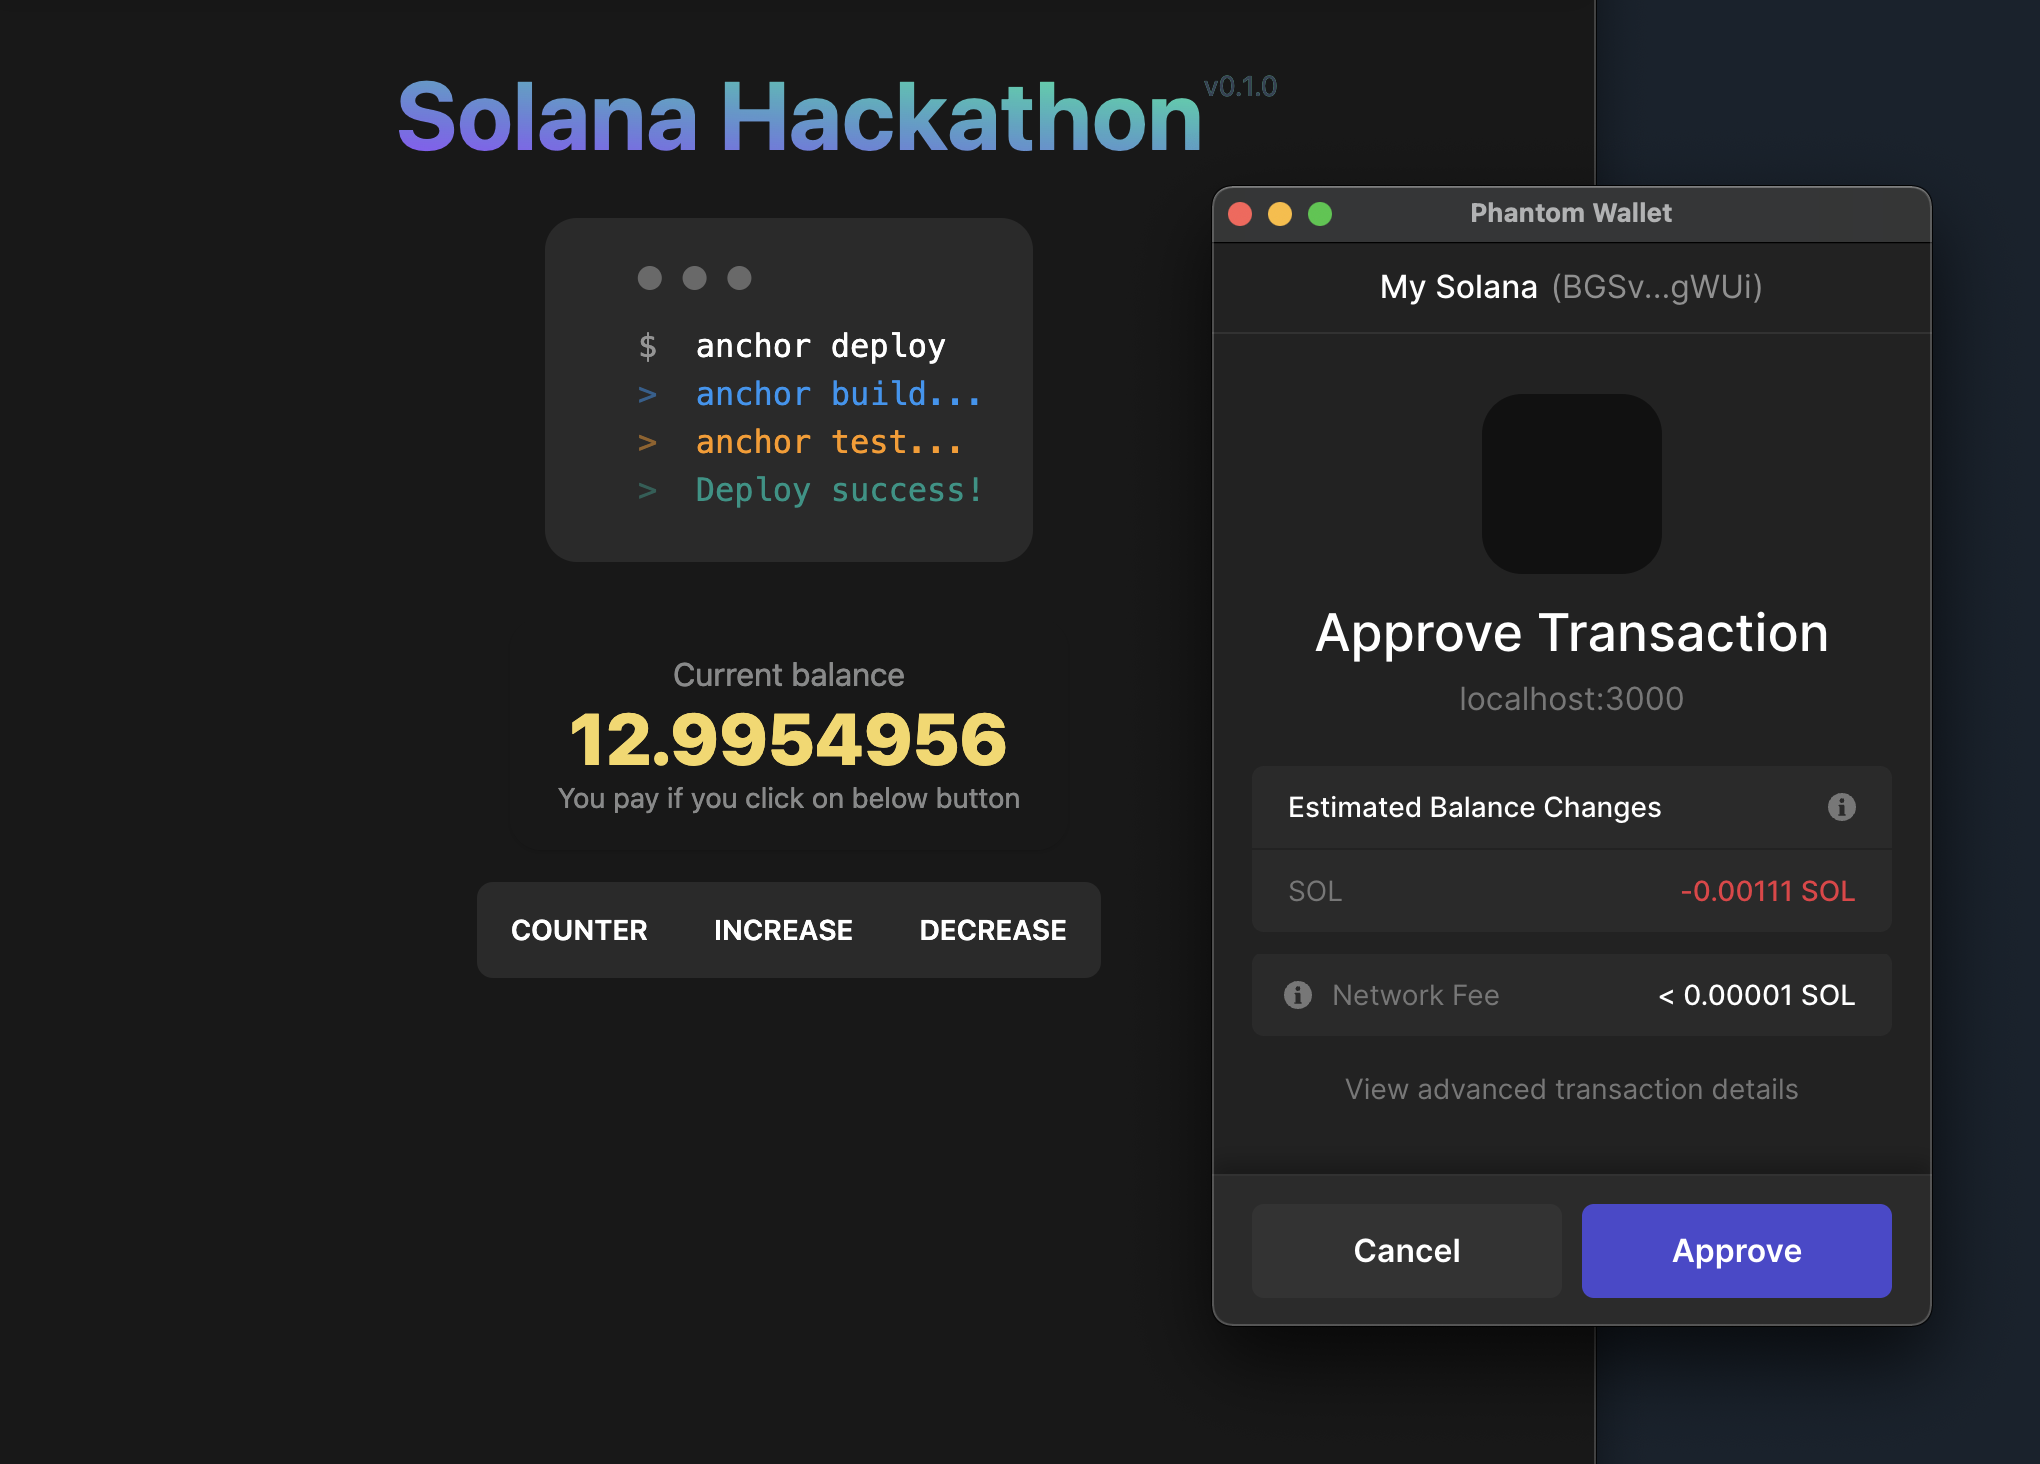 Solana Hackathon v0.1.0
$ anchor deploy
> anchor build...
> anchor test...
> Deploy success!
Current balance
12.9954956
You pay if you click on below button
COUNTER INCREASE DECREASE
Phantom Wallet
My Solana (BGSv...gWUi)
Approve Transaction
localhost:3000
Estimated Balance Changes
SOL -0.00111 SOL
Network Fee < 0.00001 SOL
View advanced transaction details
Cancel Approve